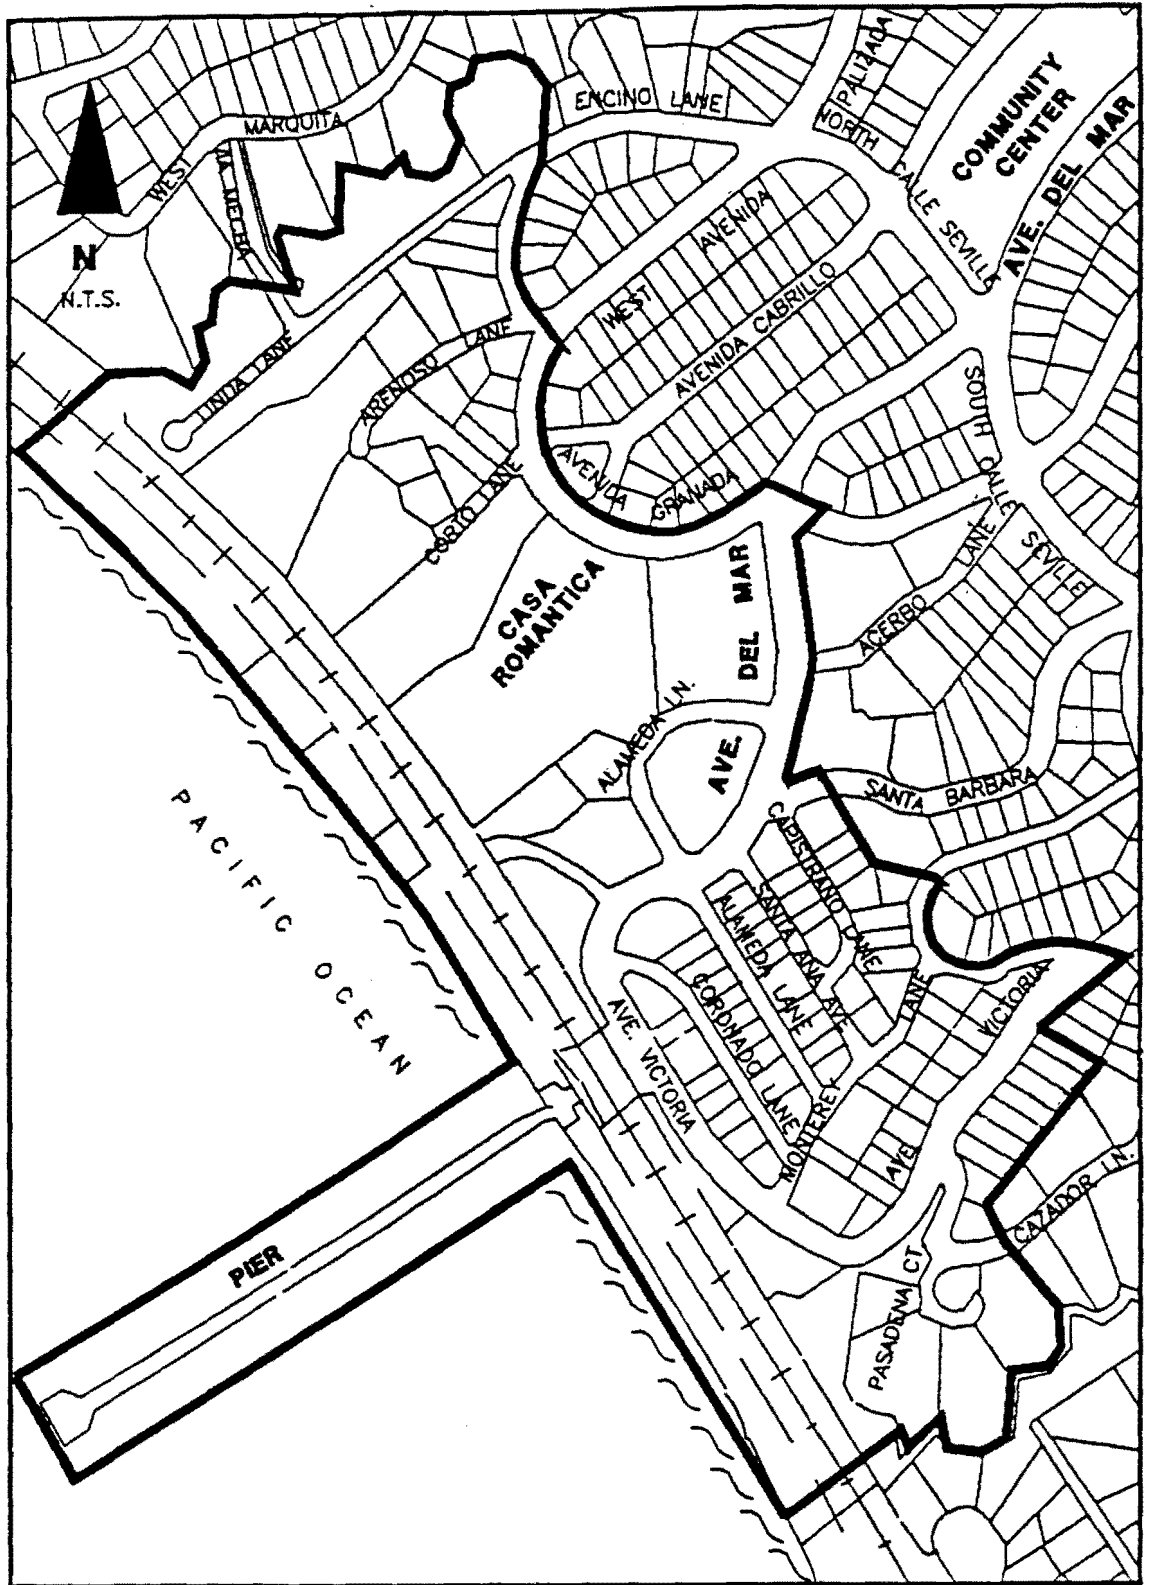 ENCINO LANE
NORTH PALIZADA
COMMUNITY
CENTER
AVE. DEL MAR
WEST MARQUITA
CALLE SEVILLE
N
N.T.S.
WEST AVENIDA
AVENIDA CABRILLO
LINDA LANE
ARENOSO LANE
CORTO LANE
AVENIDA GRANADA
SOUTH CALLE SEVILLE
ACERBO LANE
CASA
ROMANTICA
AVE. DEL MAR
ALAMEDA LN.
SANTA BARBARA
CAPISTRANO LANE
SANTA ANA AVE
ALAMEDA LANE
CORONADO LANE
MONTEREY LANE
AVE. VICTORIA
AVE VICTORIA
PACIFIC OCEAN
PIER
CAZADOR LN.
PASADENA CT.